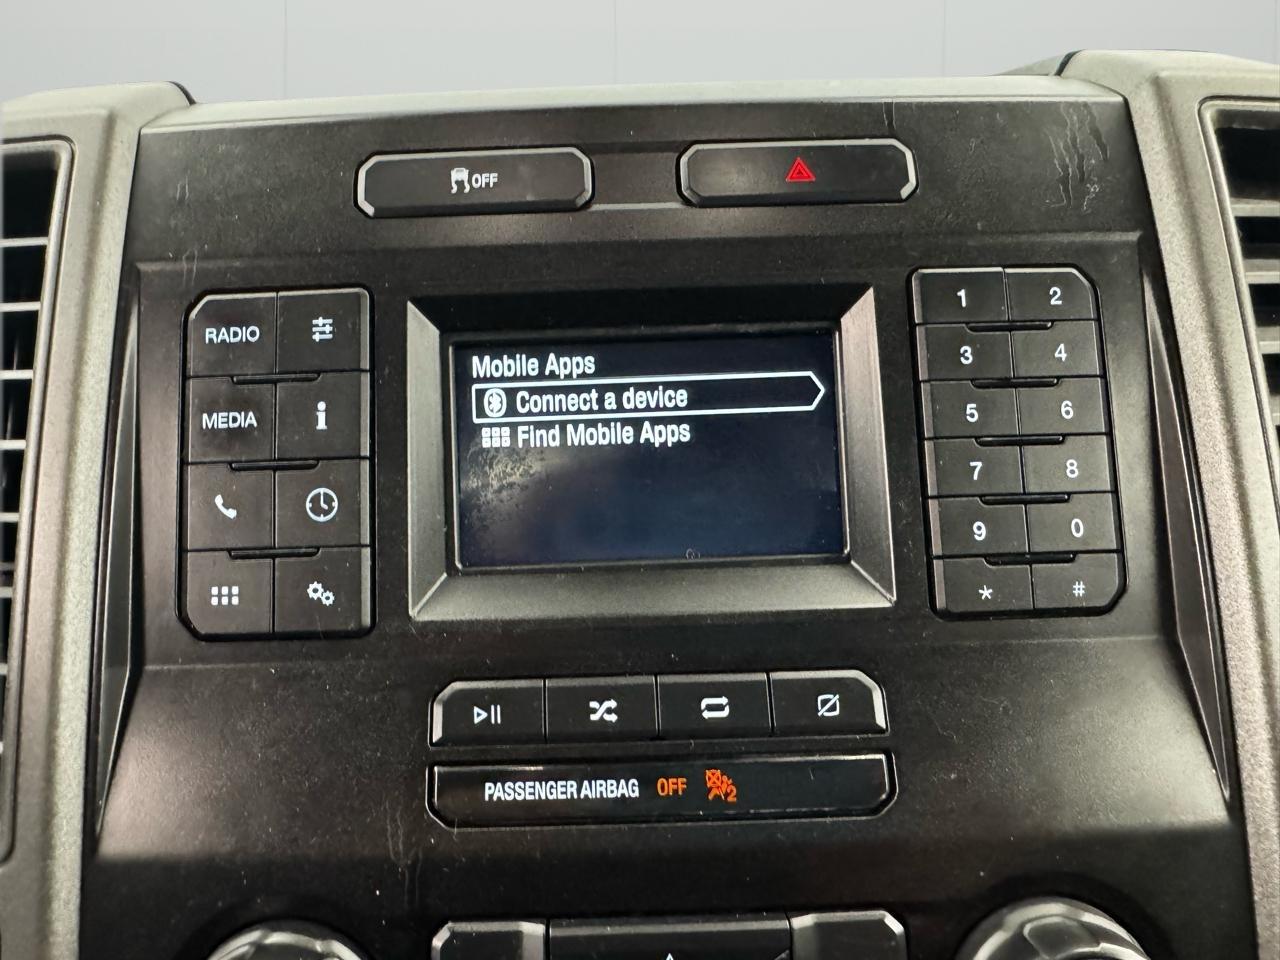 OFF
RADIO
MEDIA
i
Mobile Apps
Connect a device
Find Mobile Apps
1 2
3 4
5 6
7 8
9 0
* #
PASSENGER AIRBAG OFF 2